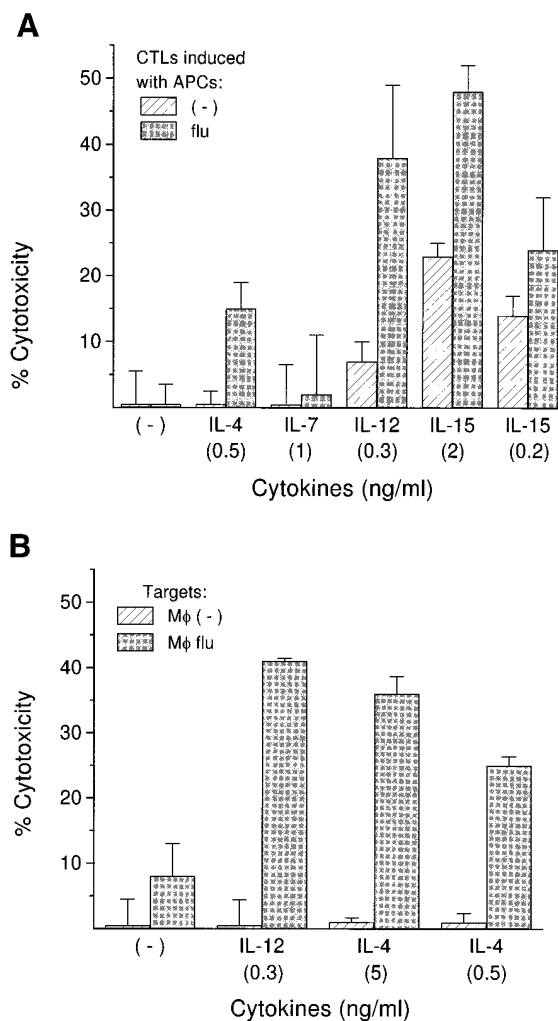 A
CTLs induced
with APCs:
( - )
flu
50
40
30
20
10
% Cytotoxicity
( - ) IL-4 IL-7 IL-12 IL-15 IL-15
(0.5) (1) (0.3) (2) (0.2)
Cytokines (ng/ml)
B
Targets:
Mφ ( - )
Mφ flu
50
40
30
20
10
% Cytotoxicity
( - ) IL-12 IL-4 IL-4
(0.3) (5) (0.5)
Cytokines (ng/ml)